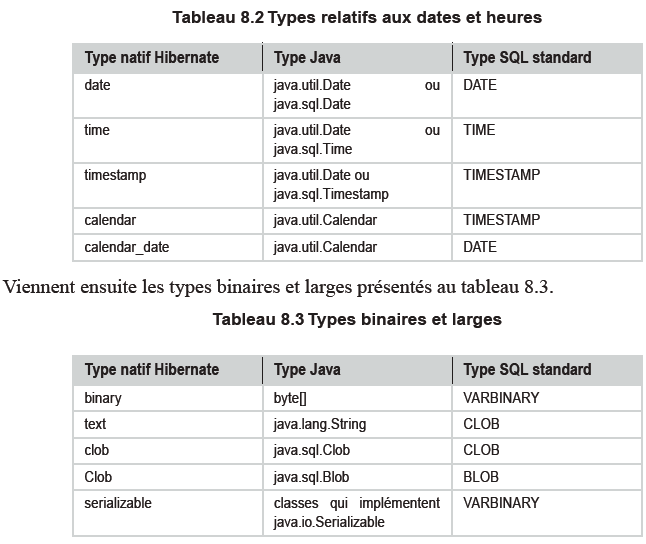 Tableau 8.2 Types relatifs aux dates et heures
Type natif Hibernate Type Java Type SQL standard
date java.util.Date ou DATE
java.sql.Date
time java.util.Date ou TIME
java.sql.Time
timestamp java.util.Date ou TIMESTAMP
java.sql.Timestamp
calendar java.util.Calendar TIMESTAMP
calendar_date java.util.Calendar DATE
Viennent ensuite les types binaires et larges présentés au tableau 8.3.
Tableau 8.3 Types binaires et larges
Type natif Hibernate Type Java Type SQL standard
binary byte[] VARBINARY
text java.lang.String CLOB
clob java.sql.Clob CLOB
Clob java.sql.Blob BLOB
serializable classes qui implémentent VARBINARY
java.io.Serializable